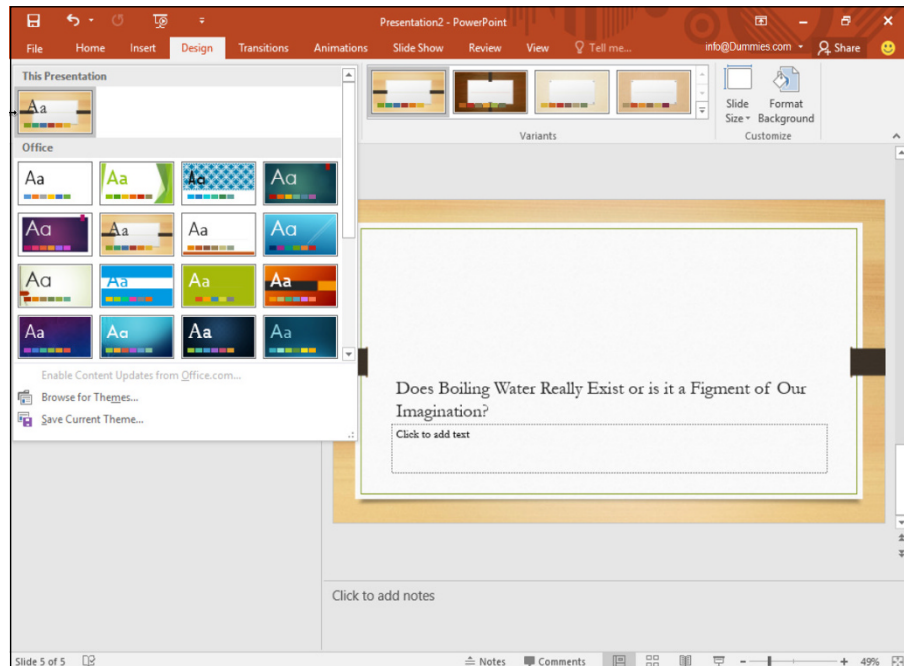 Presentation2 - PowerPoint
File Home Insert Design Transitions Animations Slide Show Review View Tell me... info@Dummies.com Share
This Presentation
Aa
Office
Aa Aa Aa Aa
Aa Aa Aa Aa
Aa Aa Aa Aa
Aa Aa Aa Aa
Enable Content Updates from Office.com...
Browse for Themes...
Save Current Theme...
Variants
Slide Size
Format Background
Customize
Does Boiling Water Really Exist or is it a Figment of Our
Imagination?
Click to add text
Click to add notes
Slide 5 of 5 Notes Comments 49%